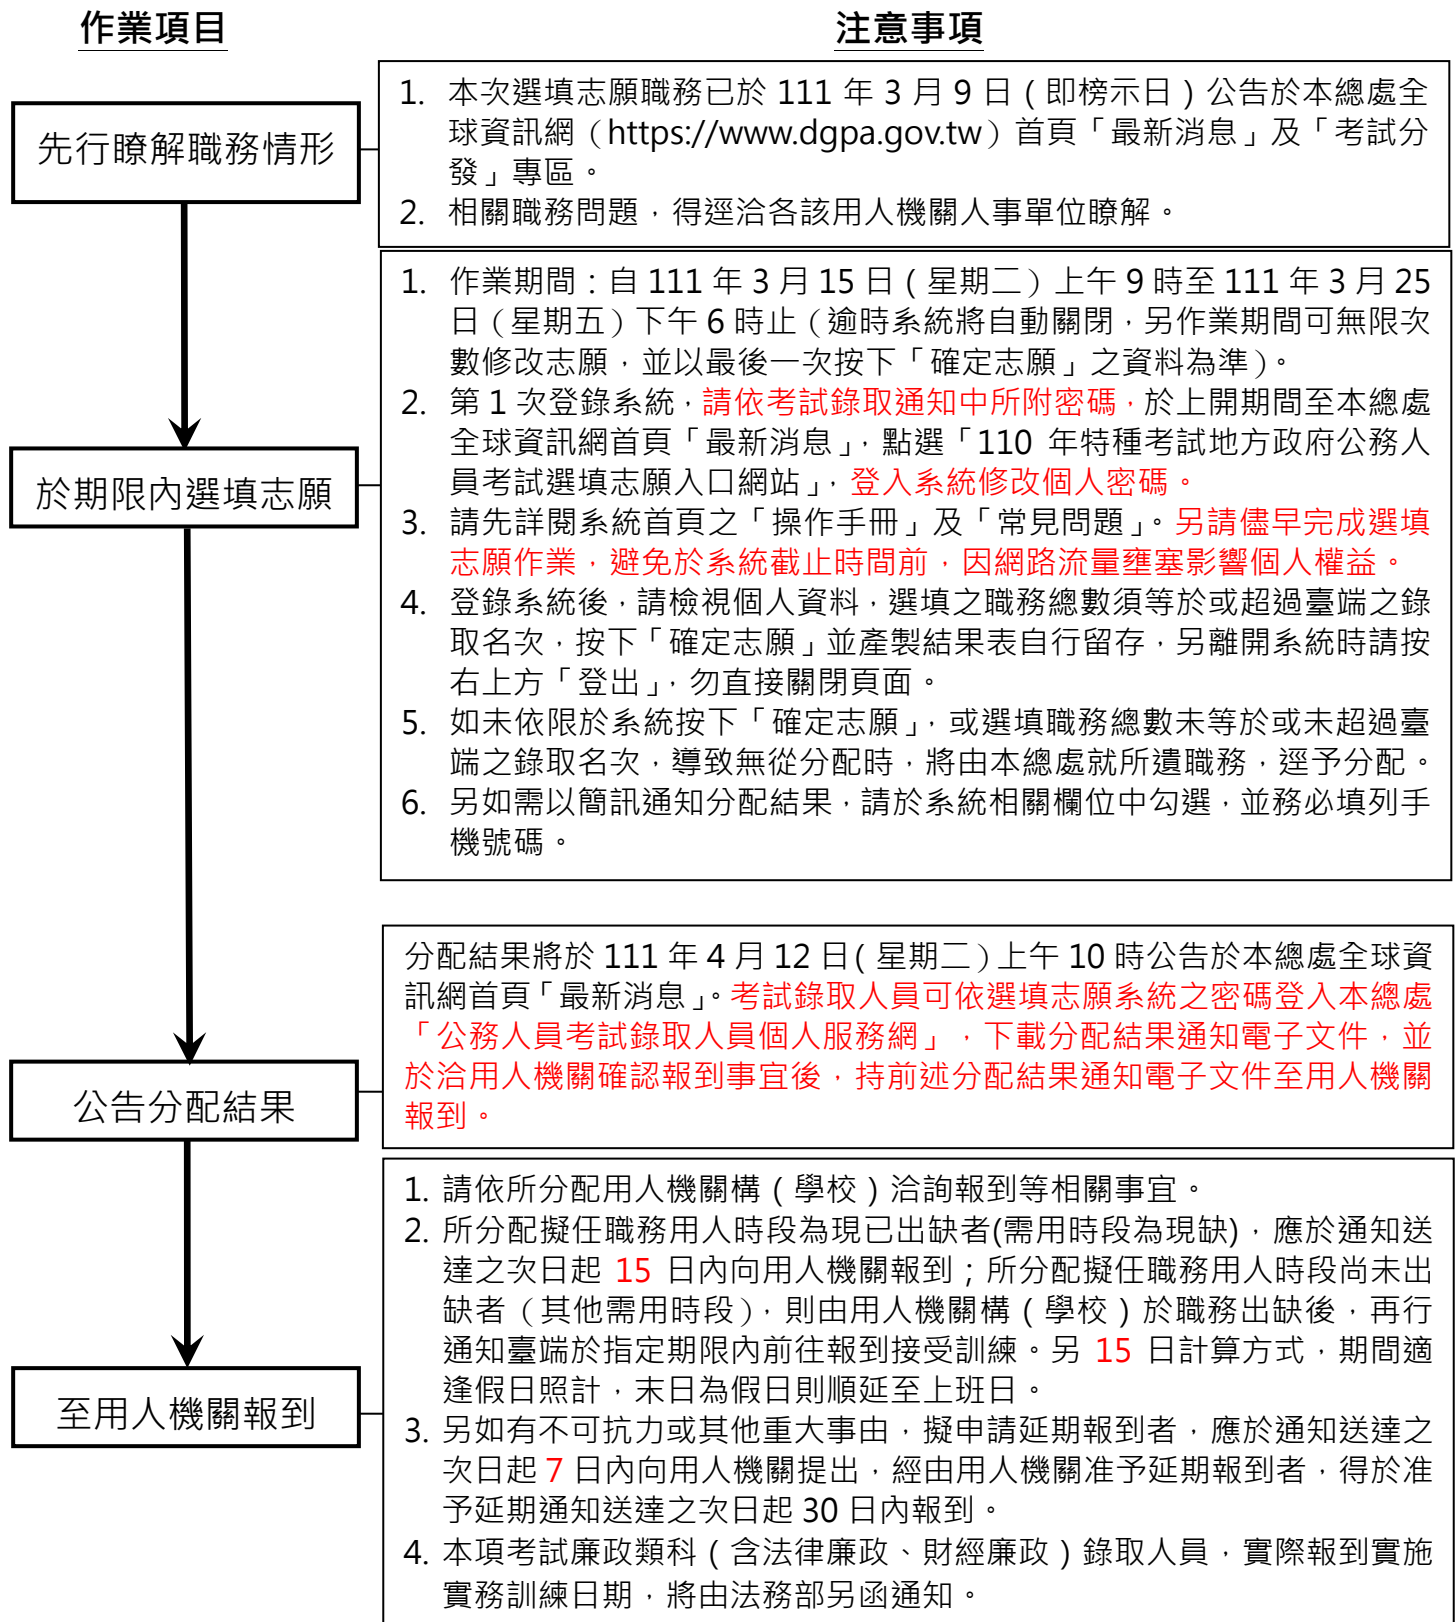 作業項目
注意事項
先行瞭解職務情形
1. 本次選填志願職務已於 111 年 3 月 9 日（即榜示日）公告於本總處全
球資訊網（https://www.dgpa.gov.tw）首頁「最新消息」及「考試分
發」專區。
2. 相關職務問題，得逕洽各該用人機關人事單位瞭解。
於期限內選填志願
1. 作業期間：自 111 年 3 月 15 日（星期二）上午 9 時至 111 年 3 月 25
日（星期五）下午 6 時止（逾時系統將自動關閉，另作業期間可無限次
數修改志願，並以最後一次按下「確定志願」之資料為準）。
2. 第 1 次登錄系統，請依考試錄取通知中所附密碼，於上開期間至本總處
全球資訊網首頁「最新消息」，點選「110 年特種考試地方政府公務人
員考試選填志願入口網站」，登入系統修改個人密碼。
3. 請先詳閱系統首頁之「操作手冊」及「常見問題」。另請儘早完成選填
志願作業，避免於系統截止時間前，因網路流量壅塞影響個人權益。
4. 登錄系統後，請檢視個人資料，選填之職務總數須等於或超過臺端之錄
取名次，按下「確定志願」並產製結果表自行留存，另離開系統時請按
右上方「登出」，勿直接關閉頁面。
5. 如未依限於系統按下「確定志願」，或選填職務總數未等於或未超過臺
端之錄取名次，導致無從分配時，將由本總處就所遺職務，逕予分配。
6. 另如需以簡訊通知分配結果，請於系統相關欄位中勾選，並務必填列手
機號碼。
公告分配結果
分配結果將於 111 年 4 月 12 日(星期二）上午 10 時公告於本總處全球資
訊網首頁「最新消息」。考試錄取人員可依選填志願系統之密碼登入本總處
「公務人員考試錄取人員個人服務網」，下載分配結果通知電子文件，並
於洽用人機關確認報到事宜後，持前述分配結果通知電子文件至用人機關
報到。
至用人機關報到
1. 請依所分配用人機關構（學校）洽詢報到等相關事宜。
2. 所分配擬任職務用人時段為現已出缺者(需用時段為現缺)，應於通知送
達之次日起 15 日內向用人機關報到；所分配擬任職務用人時段尚未出
缺者（其他需用時段），則由用人機關構（學校）於職務出缺後，再行
通知臺端於指定期限內前往報到接受訓練。另 15 日計算方式，期間適
逢假日照計，末日為假日則順延至上班日。
3. 另如有不可抗力或其他重大事由，擬申請延期報到者，應於通知送達之
次日起 7 日內向用人機關提出，經由用人機關准予延期報到者，得於准
予延期通知送達之次日起 30 日內報到。
4. 本項考試廉政類科（含法律廉政、財經廉政）錄取人員，實際報到實施
實務訓練日期，將由法務部另函通知。